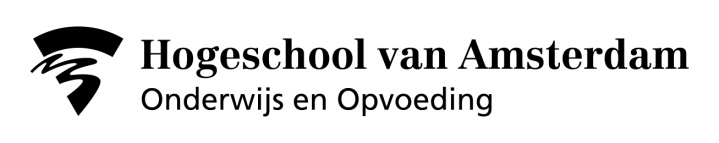 Hogeschool van Amsterdam
Onderwijs en Opvoeding